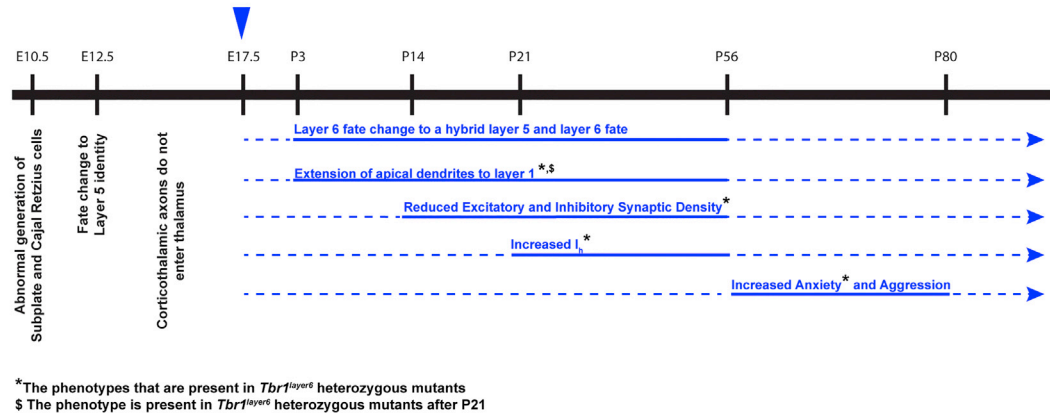 E10.5 E12.5 E17.5 P3 P14 P21 P56 P80
Abnormal generation of
Subplate and Cajal Retzius cells
Fate change to
Layer 5 identity
Corticothalamic axons do not
enter thalamus
Layer 6 fate change to a hybrid layer 5 and layer 6 fate
Extension of apical dendrites to layer 1 *,$
Reduced Excitatory and Inhibitory Synaptic Density*
Increased Ih*
Increased Anxiety* and Aggression
*The phenotypes that are present in Tbr1layer6 heterozygous mutants
$ The phenotype is present in Tbr1layer6 heterozygous mutants after P21